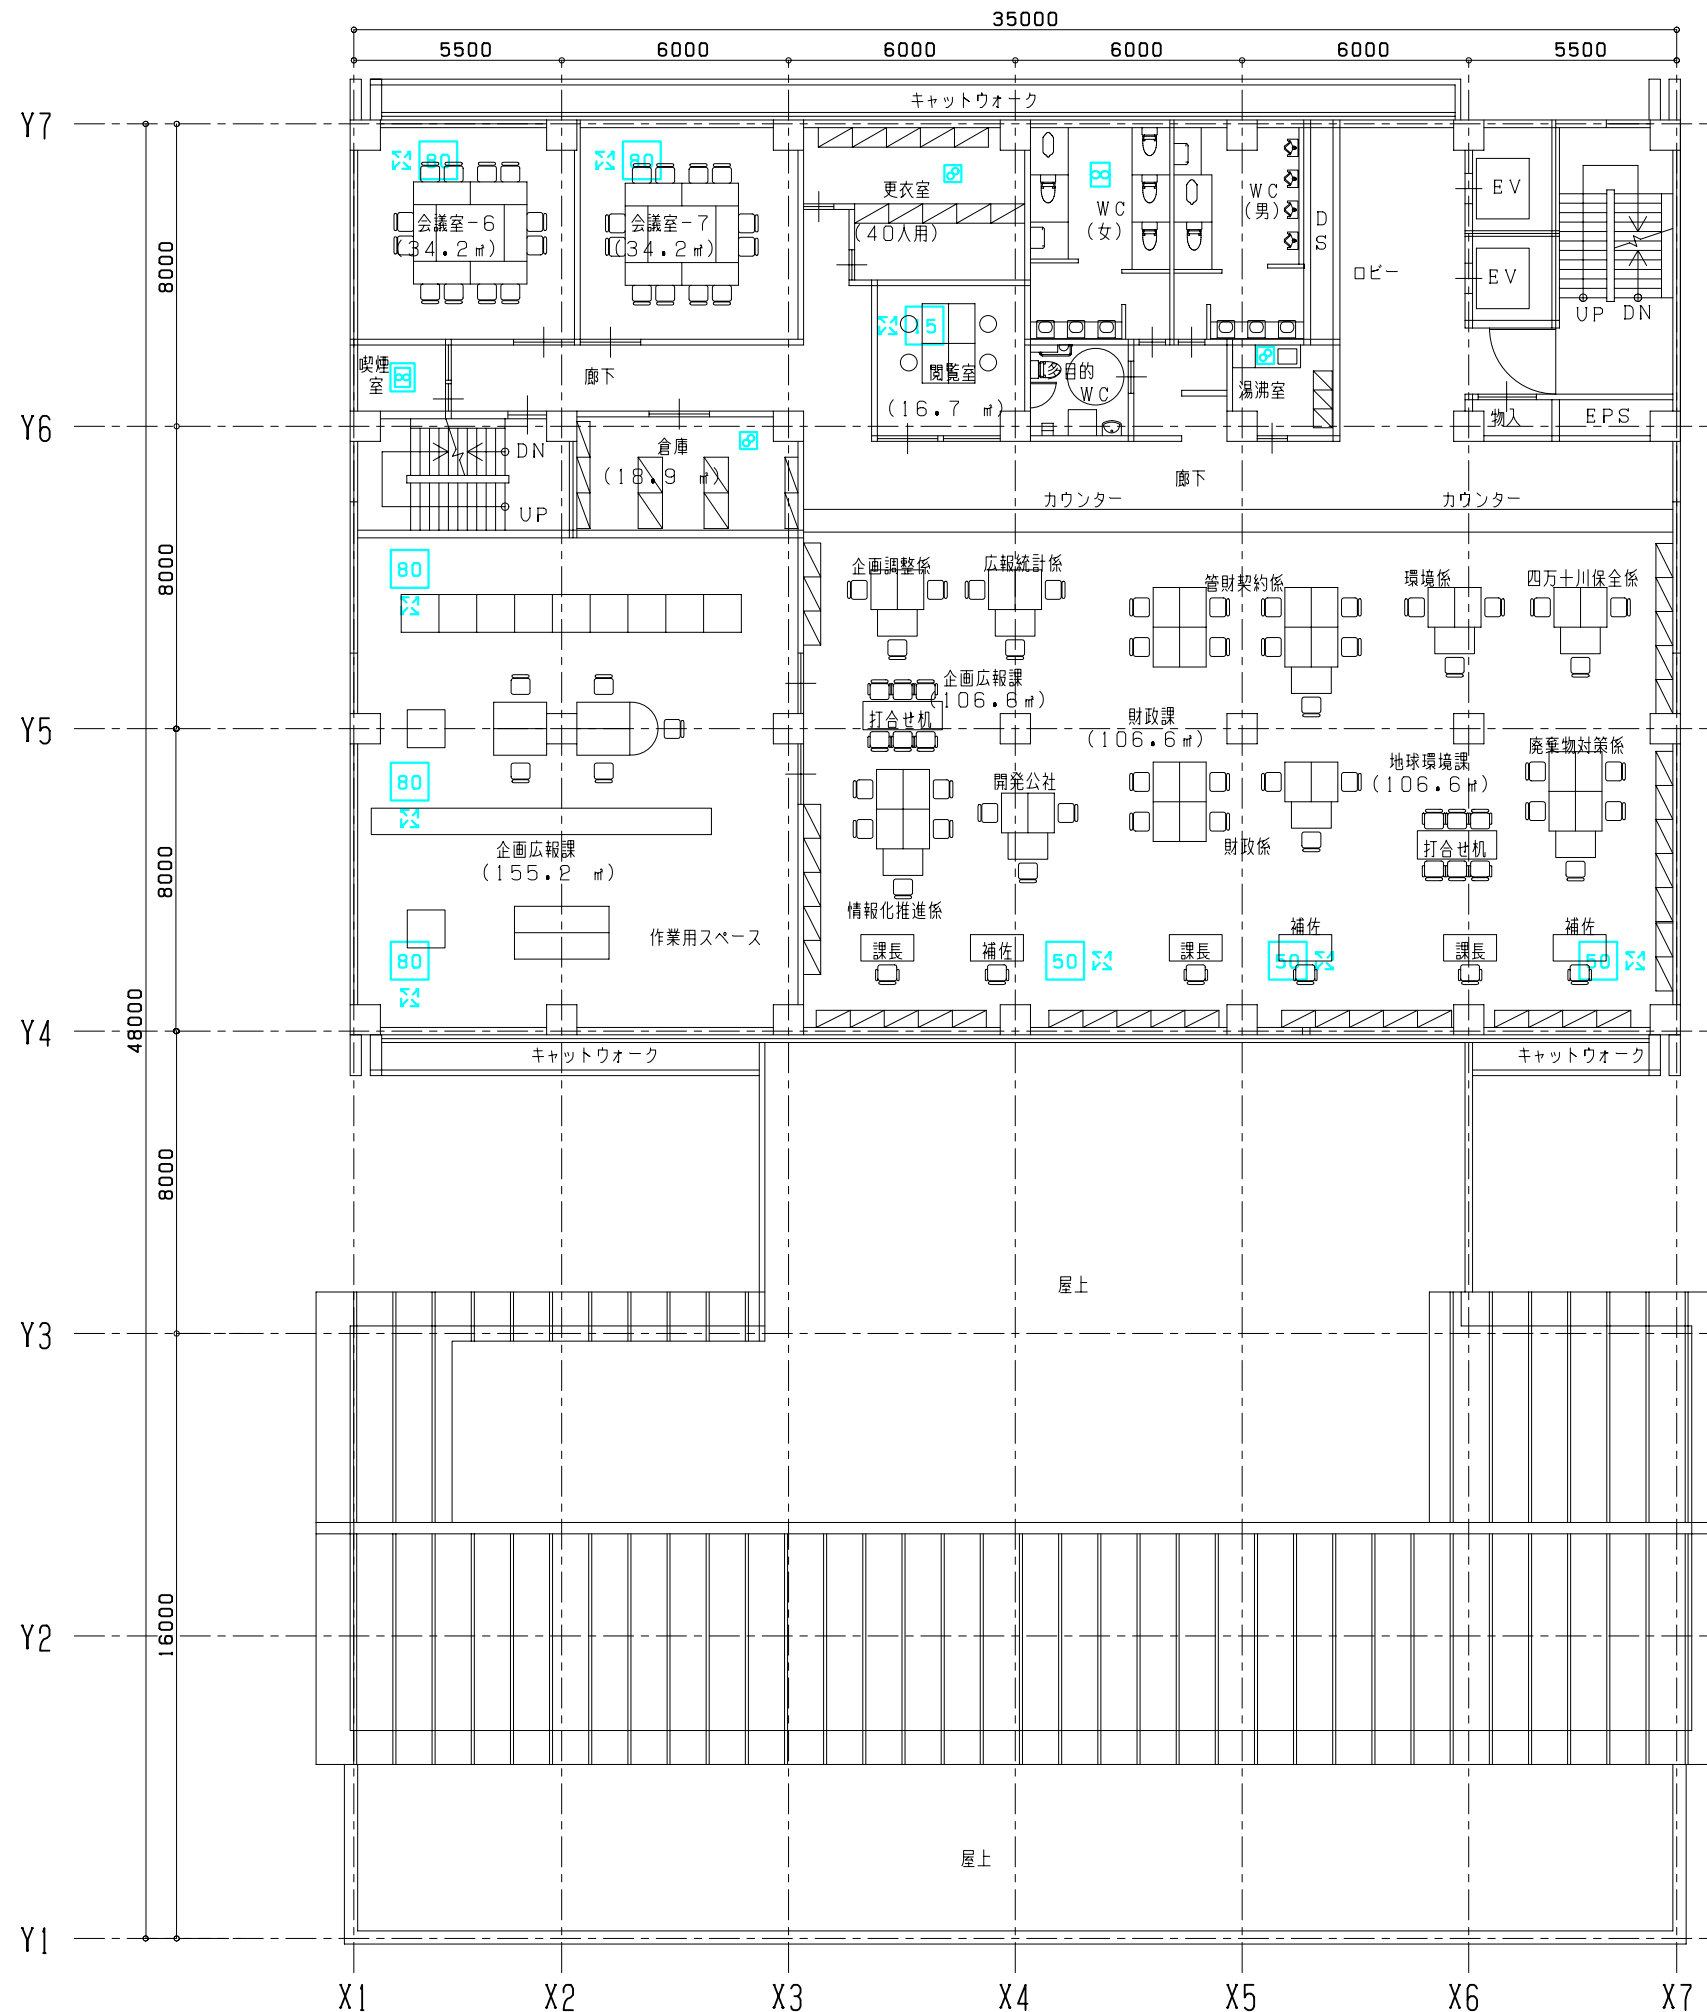 35000
5500
6000
6000
6000
6000
5500
キャットウォーク
Y7
80
80
会議室-6
(34.2㎡)
会議室-7
(34.2㎡)
更衣室
(40人用)
WC
(女)
WC
(男)
DS
ロビー
EV
EV
UP
DN
8000
15
閲覧室
(16.7 ㎡)
喫煙
室
廊下
多目的
WC
湯沸室
物入
EPS
Y6
DN
UP
倉庫
(18.9 ㎡)
廊下
カウンター
カウンター
8000
80
企画調整係
広報統計係
管財契約係
環境係
四万十川保全係
企画広報課
(106.6㎡)
打合せ机
財政課
(106.6㎡)
Y5
廃棄物対策係
地球環境課
(106.6㎡)
80
開発公社
財政係
打合せ机
8000
企画広報課
(155.2 ㎡)
作業用スペース
情報化推進係
課長
補佐
50
課長
補佐
50
課長
補佐
50
80
48000
Y4
キャットウォーク
キャットウォーク
8000
屋上
Y3
16000
Y2
屋上
Y1
X1
X2
X3
X4
X5
X6
X7